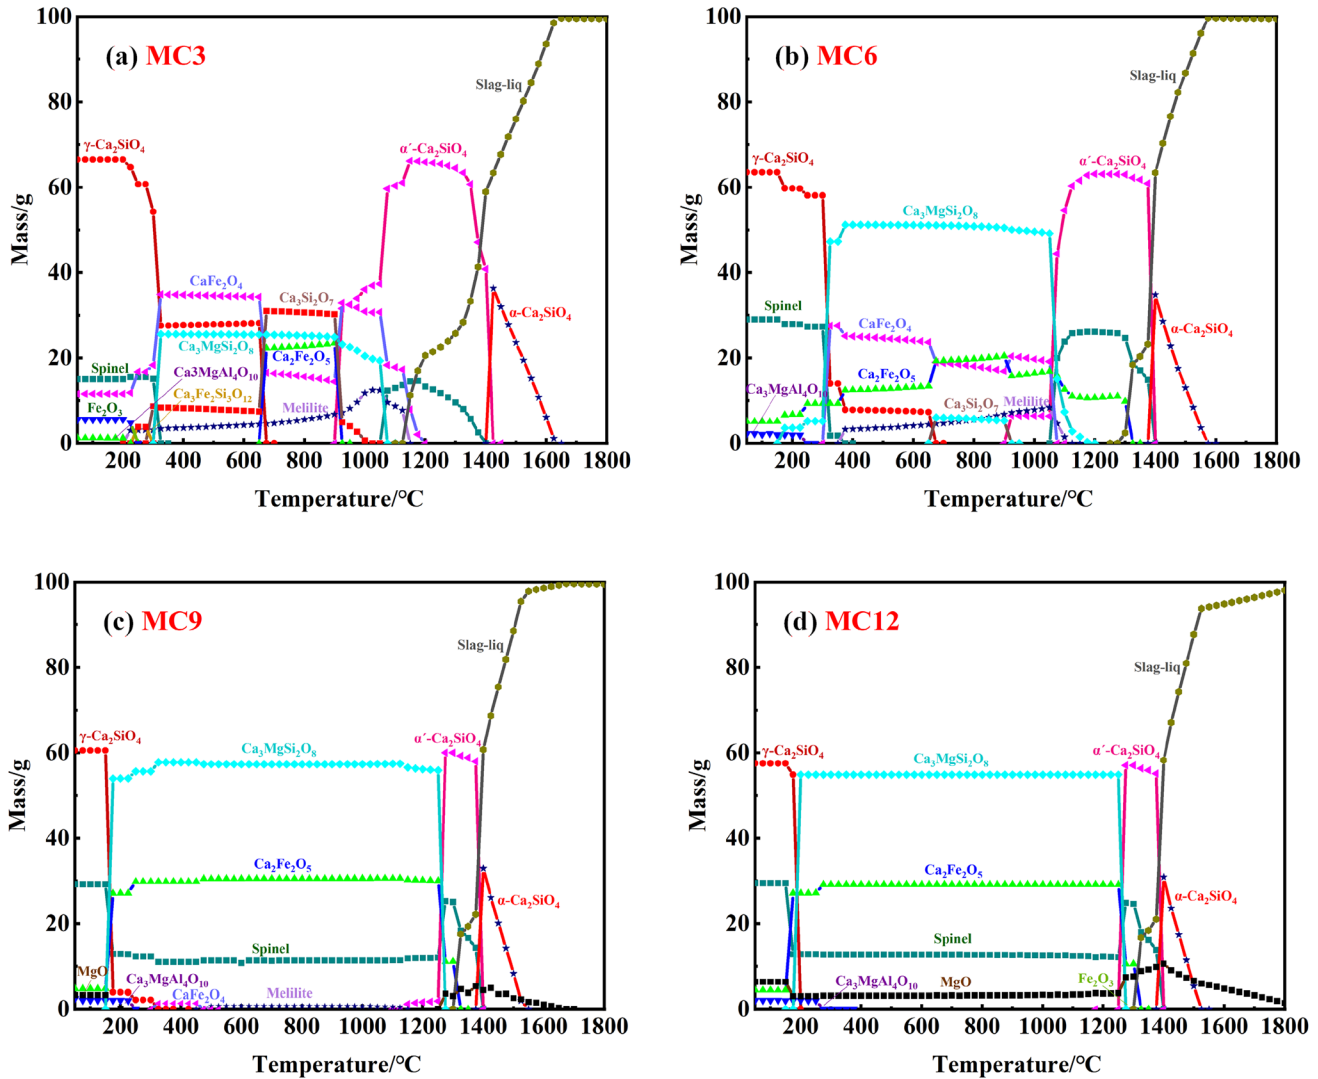 (a) MC3
100
80
60
40
20
0
Mass/g
Slag-liq
γ-Ca₂SiO₄
α′-Ca₂SiO₄
CaFe₂O₄
Ca₃Si₂O₇
α-Ca₂SiO₄
Ca₃MgSi₂O₈
Ca₂Fe₂O₅
Spinel
Ca3MgAl₄O₁₀
Ca₃Fe₂Si₃O₁₂
Fe₂O₃
Melilite
200 400 600 800 1000 1200 1400 1600 1800
Temperature/°C
(b) MC6
100
80
60
40
20
0
Mass/g
Slag-liq
γ-Ca₂SiO₄
α′-Ca₂SiO₄
Ca₃MgSi₂O₈
Spinel
CaFe₂O₄
α-Ca₂SiO₄
Ca₃MgAl₄O₁₀
Ca₂Fe₂O₅
Ca₃Si₂O₇
Melilite
200 400 600 800 1000 1200 1400 1600 1800
Temperature/°C
(c) MC9
100
80
60
40
20
0
Mass/g
Slag-liq
γ-Ca₂SiO₄
α′-Ca₂SiO₄
Ca₃MgSi₂O₈
Ca₂Fe₂O₅
α-Ca₂SiO₄
Spinel
MgO
Ca₃MgAl₄O₁₀
CaFe₂O₄
Melilite
200 400 600 800 1000 1200 1400 1600 1800
Temperature/°C
(d) MC12
100
80
60
40
20
0
Mass/g
Slag-liq
γ-Ca₂SiO₄
α′-Ca₂SiO₄
Ca₃MgSi₂O₈
Ca₂Fe₂O₅
α-Ca₂SiO₄
Spinel
Ca₃MgAl₄O₁₀
MgO
Fe₂O₃
200 400 600 800 1000 1200 1400 1600 1800
Temperature/°C